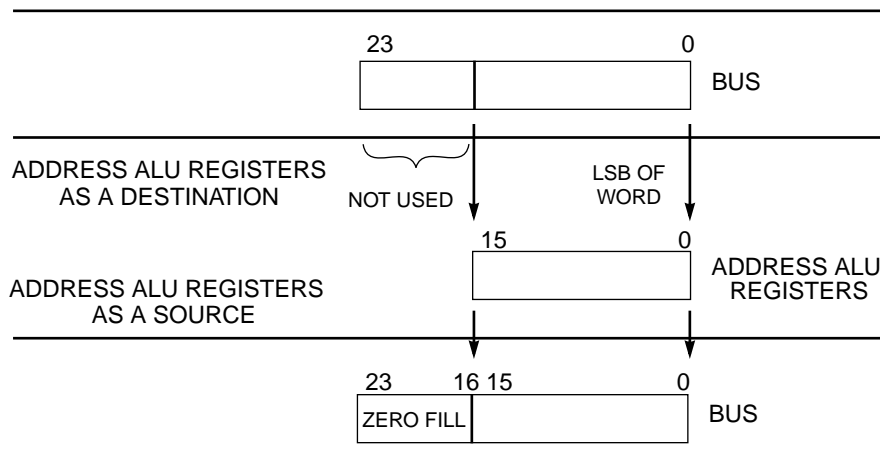 23 0
BUS
ADDRESS ALU REGISTERS
AS A DESTINATION
NOT USED
LSB OF
WORD
15 0
ADDRESS ALU
REGISTERS
ADDRESS ALU REGISTERS
AS A SOURCE
23 16 15 0
ZERO FILL
BUS